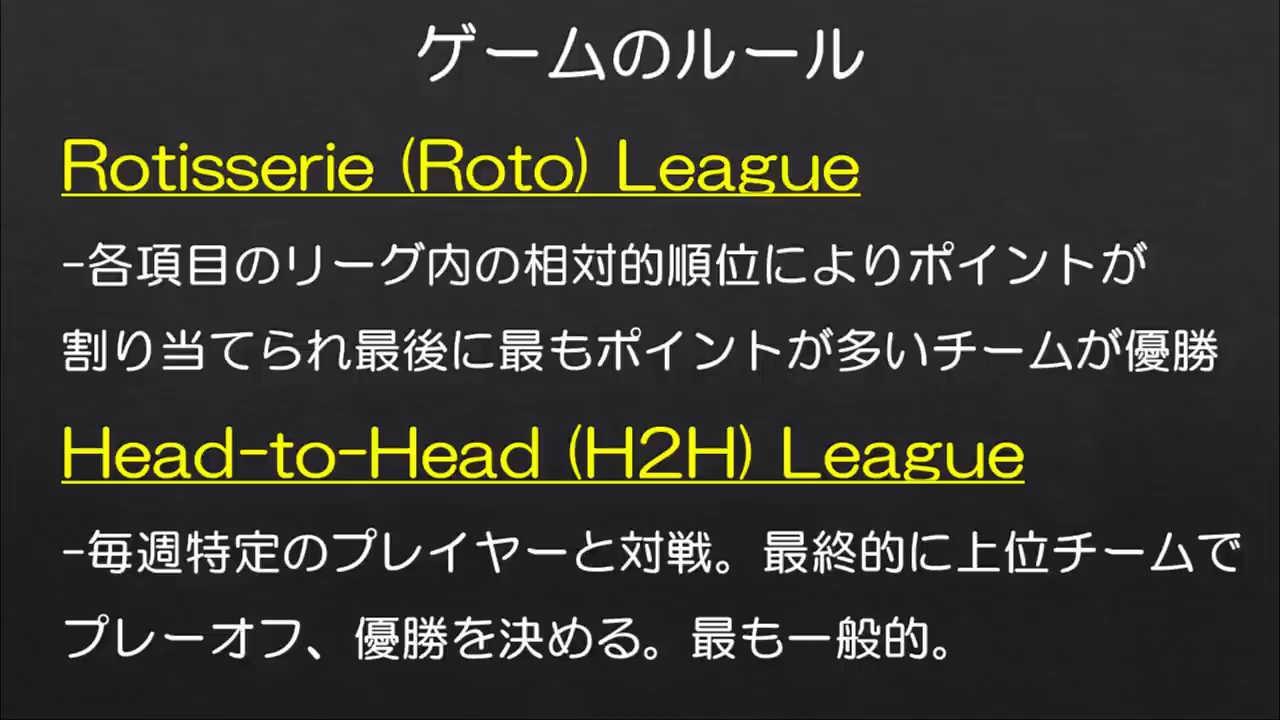 ゲームのルール
Rotisserie (Roto) League
-各項目のリーグ内の相対的順位によりポイントが
割り当てられ最後に最もポイントが多いチームが優勝
Head-to-Head (H2H) League
-毎週特定のプレイヤーと対戦。最終的に上位チームで
プレーオフ、優勝を決める。最も一般的。